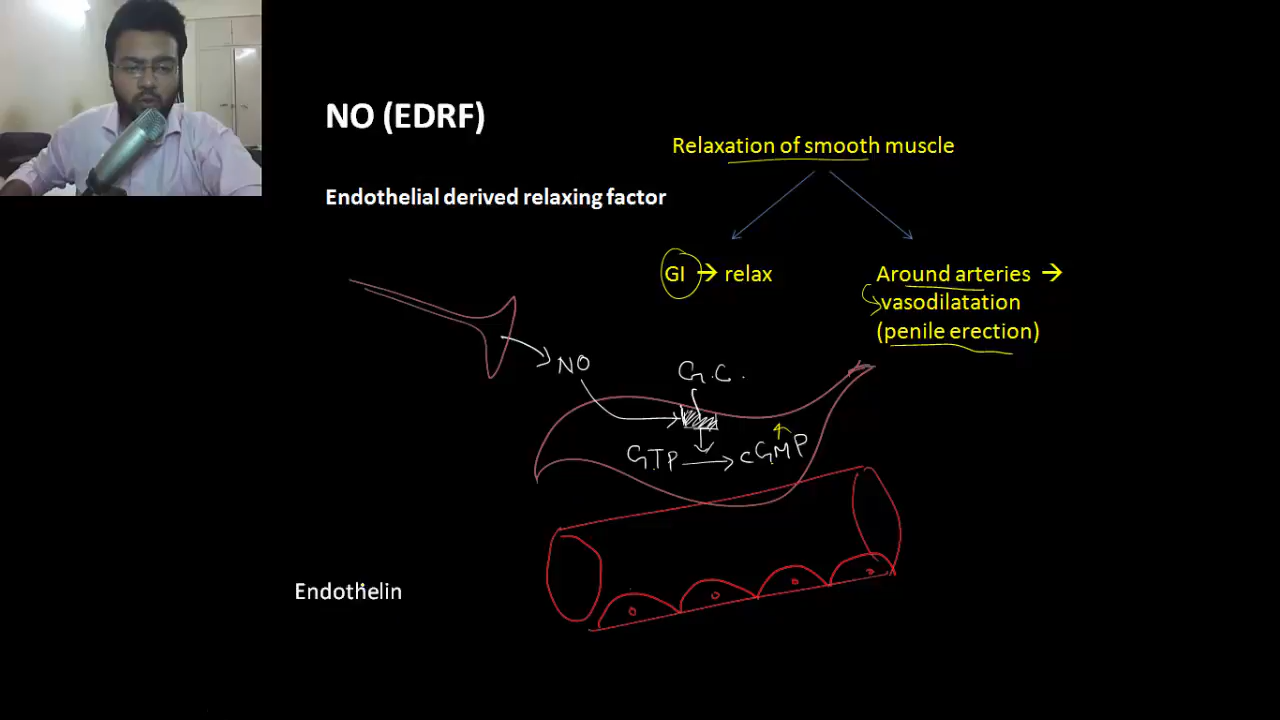 NO (EDRF)
Relaxation of smooth muscle
Endothelial derived relaxing factor
GI → relax
Around arteries →
vasodilatation
(penile erection)
NO
G.C.
GTP → cGMP
Endothelin